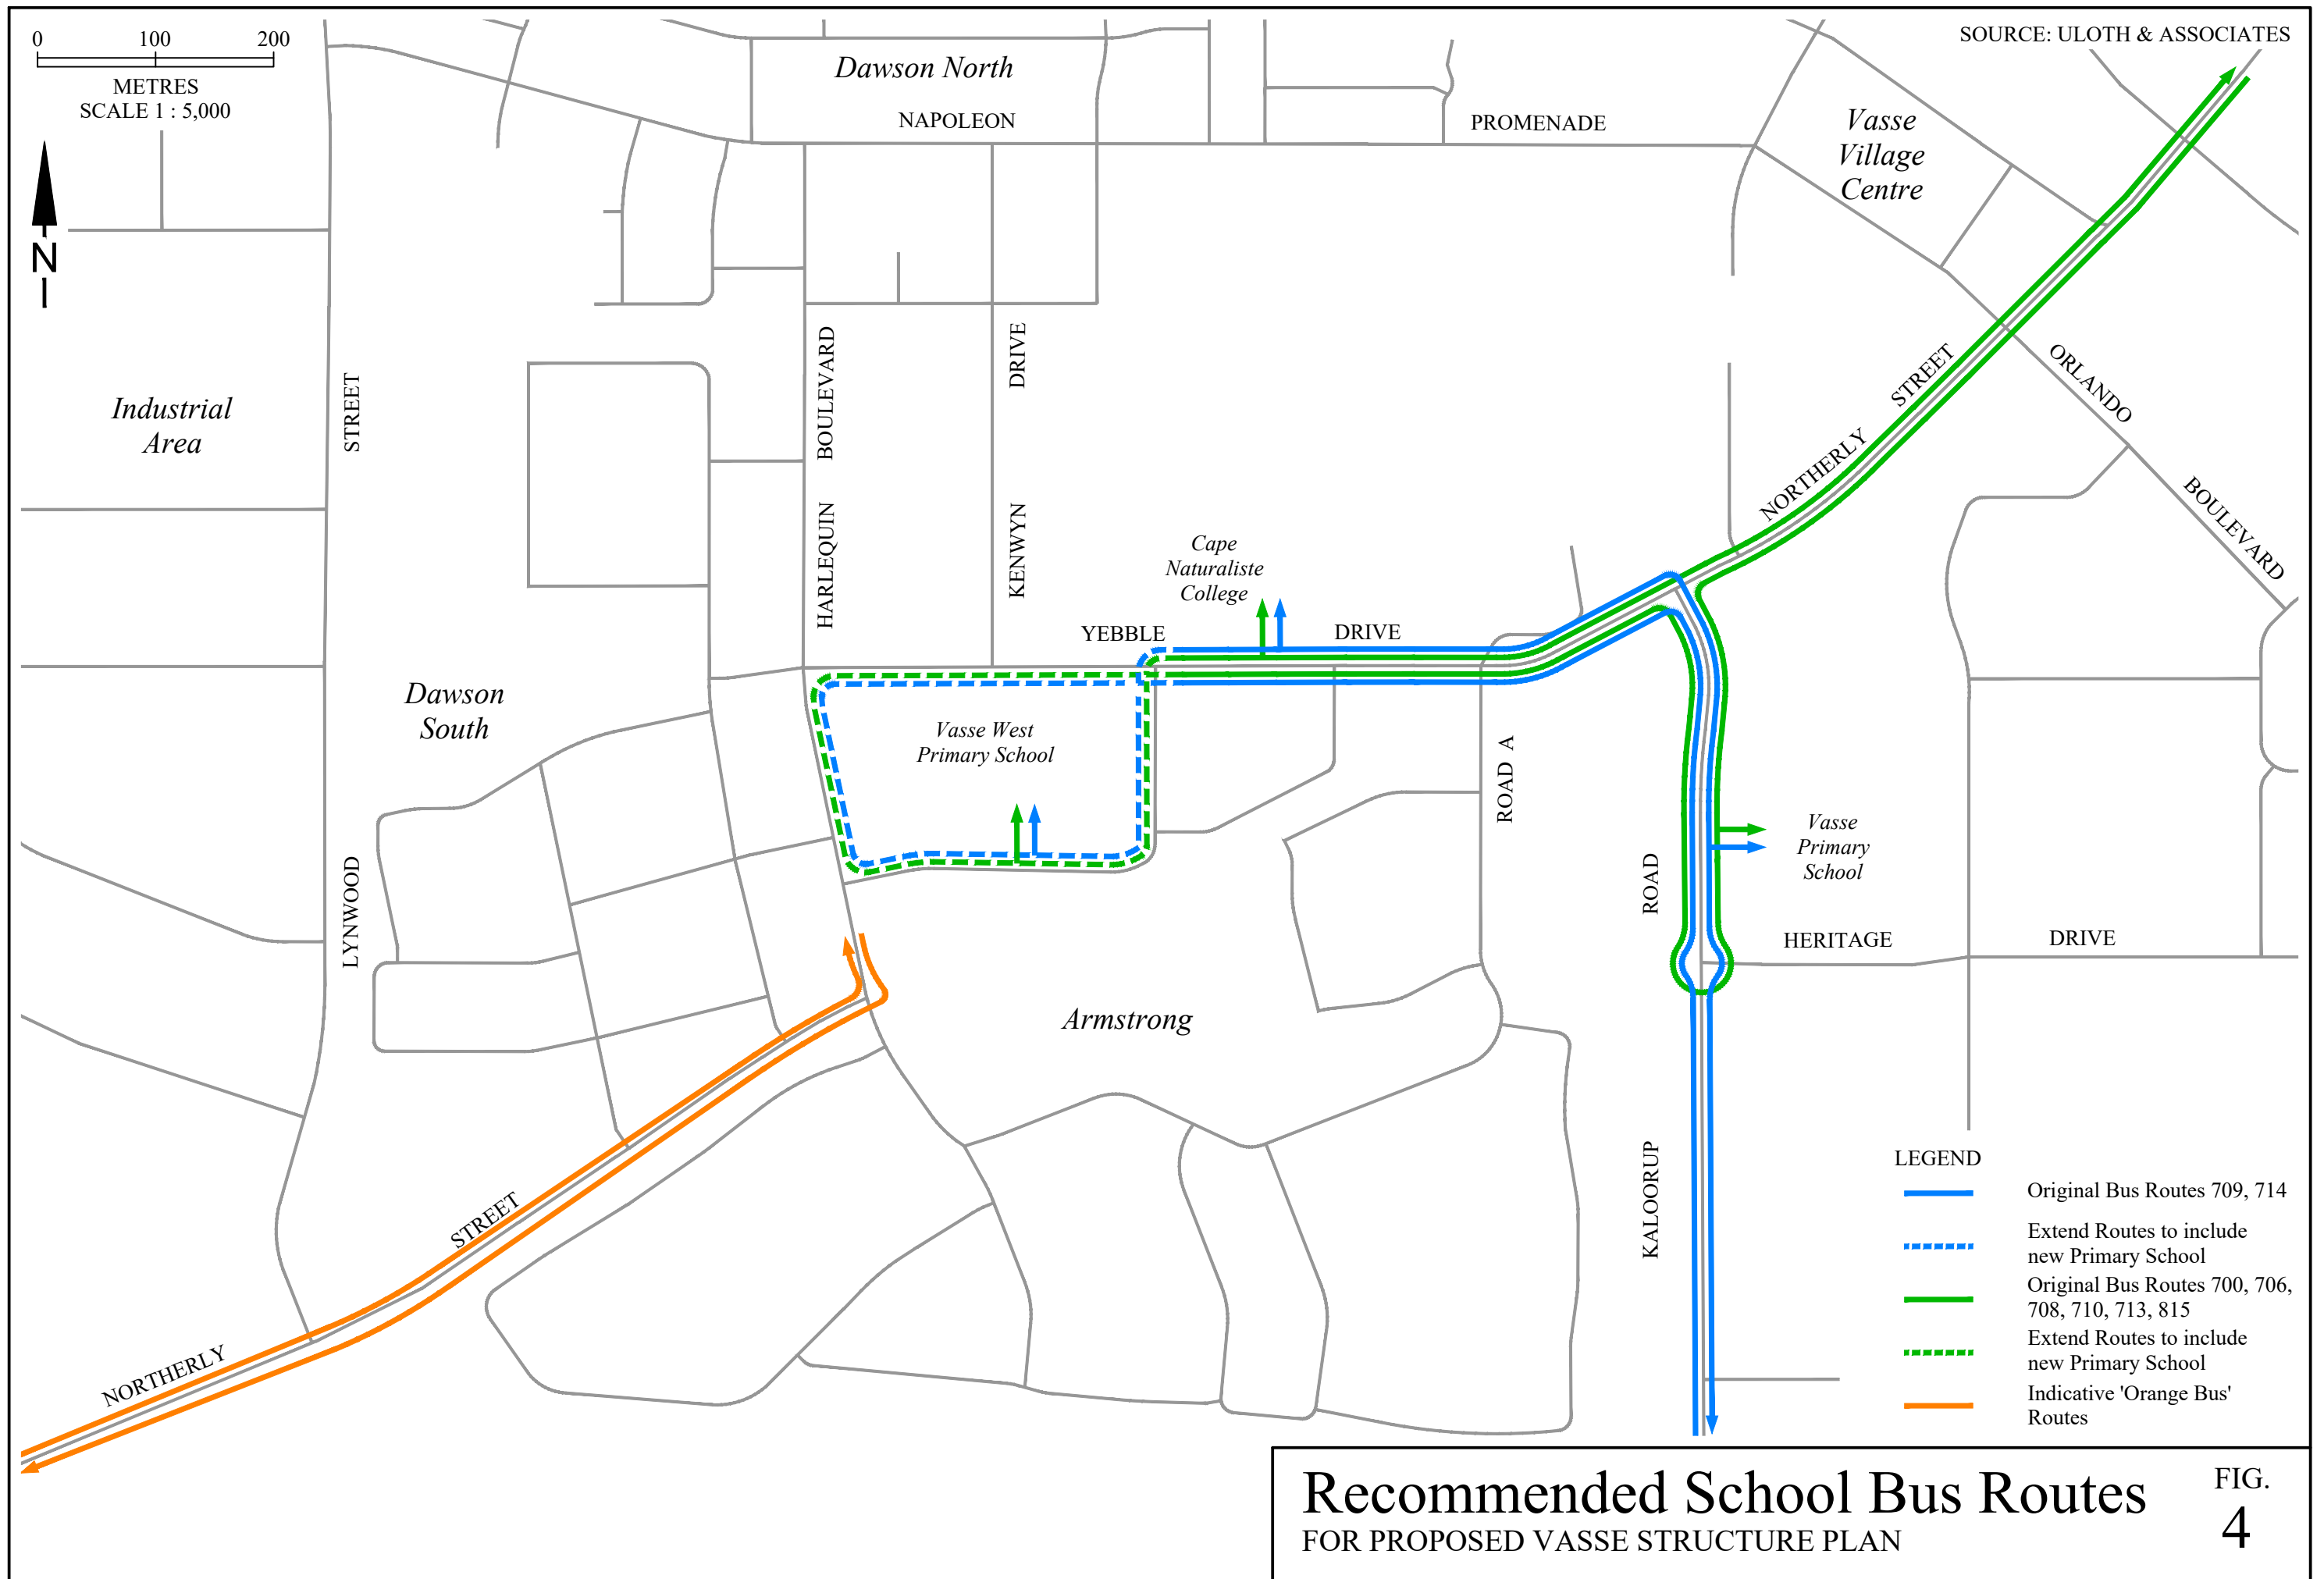 0 100 200
METRES
SCALE 1 : 5,000
N
SOURCE: ULOTH & ASSOCIATES
Dawson North
NAPOLEON
PROMENADE
Vasse
Village
Centre
Industrial
Area
STREET
BOULEVARD
HARLEQUIN
DRIVE
KENWYN
NORTHERLY STREET
ORLANDO
BOULEVARD
Cape
Naturaliste
College
YEBBLE
DRIVE
Dawson
South
Vasse West
Primary School
ROAD A
LYNWOOD
ROAD
Vasse
Primary
School
HERITAGE
DRIVE
Armstrong
KALOORUP
STREET
NORTHERLY
LEGEND
Original Bus Routes 709, 714
Extend Routes to include
new Primary School
Original Bus Routes 700, 706,
708, 710, 713, 815
Extend Routes to include
new Primary School
Indicative 'Orange Bus'
Routes
Recommended School Bus Routes
FOR PROPOSED VASSE STRUCTURE PLAN
FIG.
4